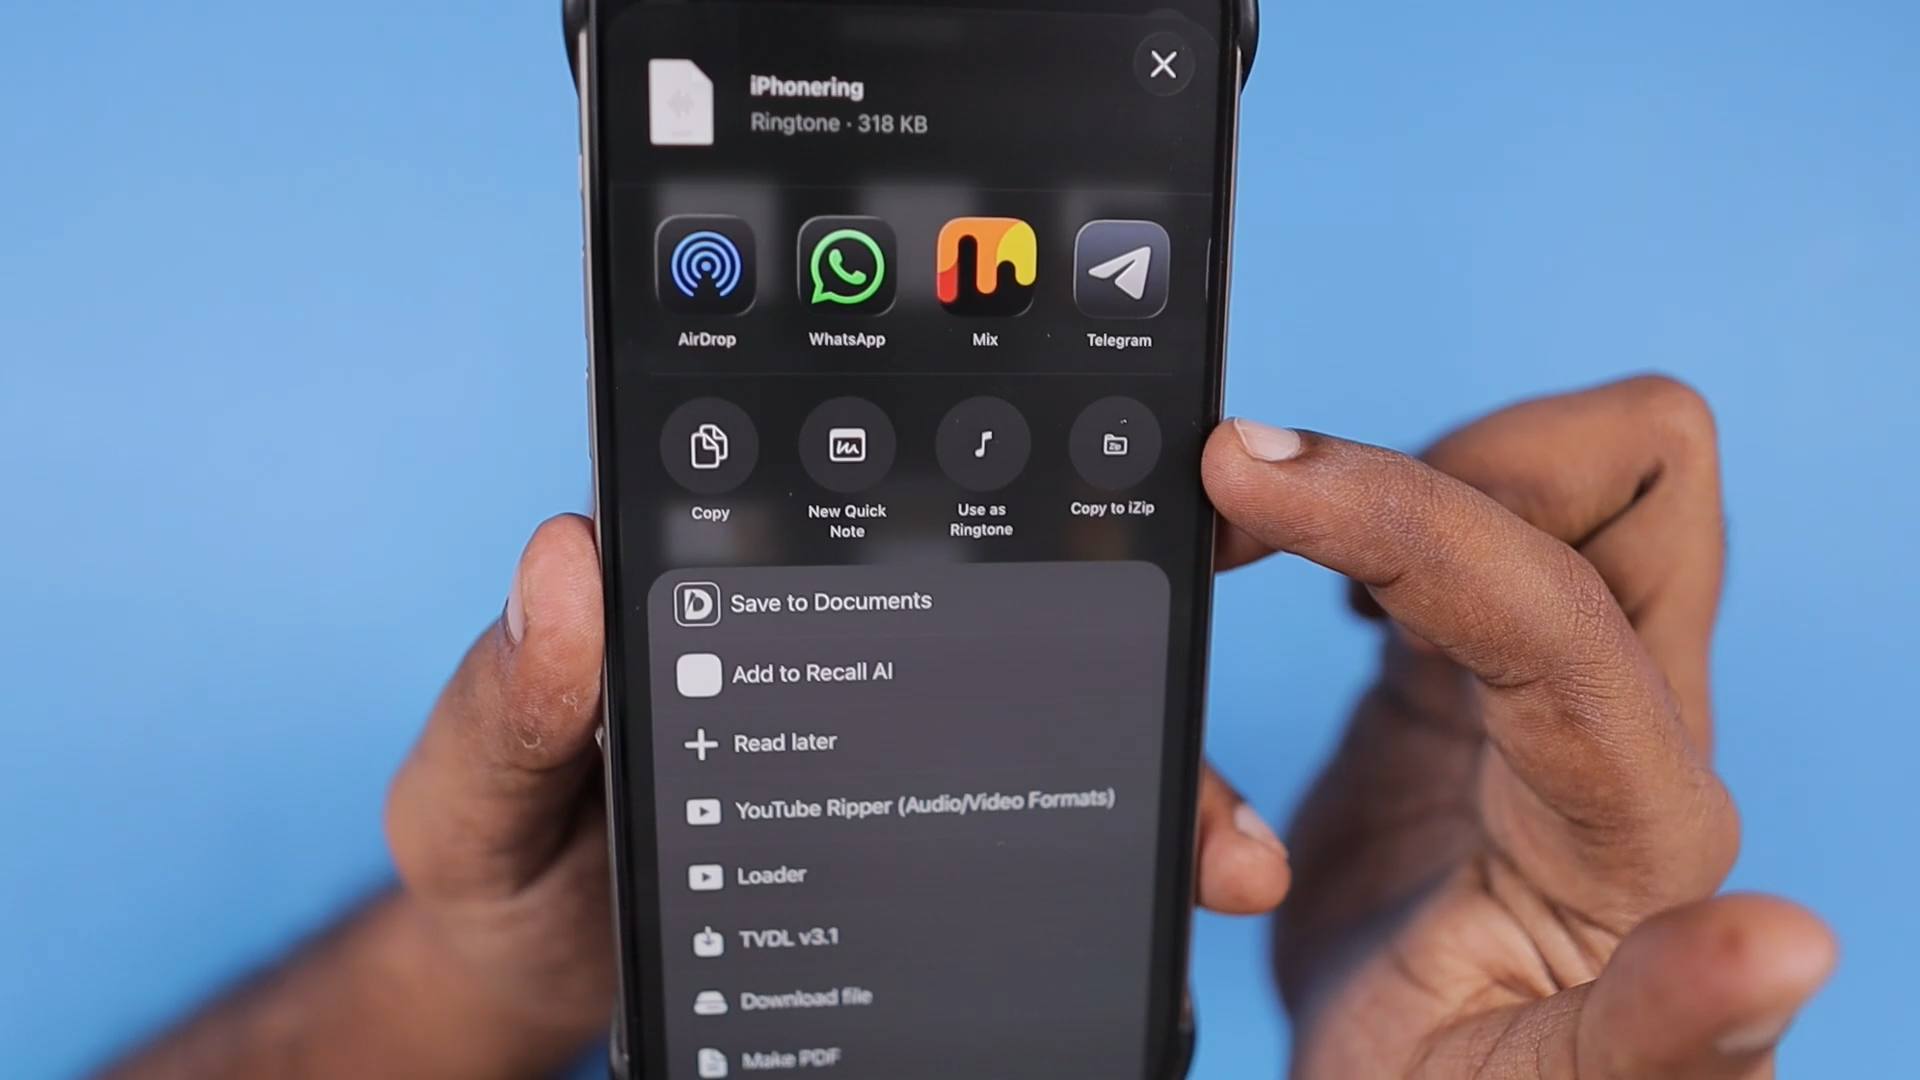 iPhonering
Ringtone · 318 KB
AirDrop
WhatsApp
Mix
Telegram
Copy
New Quick
Note
Use as
Ringtone
Zip
Copy to iZip
Save to Documents
Add to Recall AI
Read later
YouTube Ripper (Audio/Video Formats)
Loader
TVDL v3.1
Download file
Make PDF